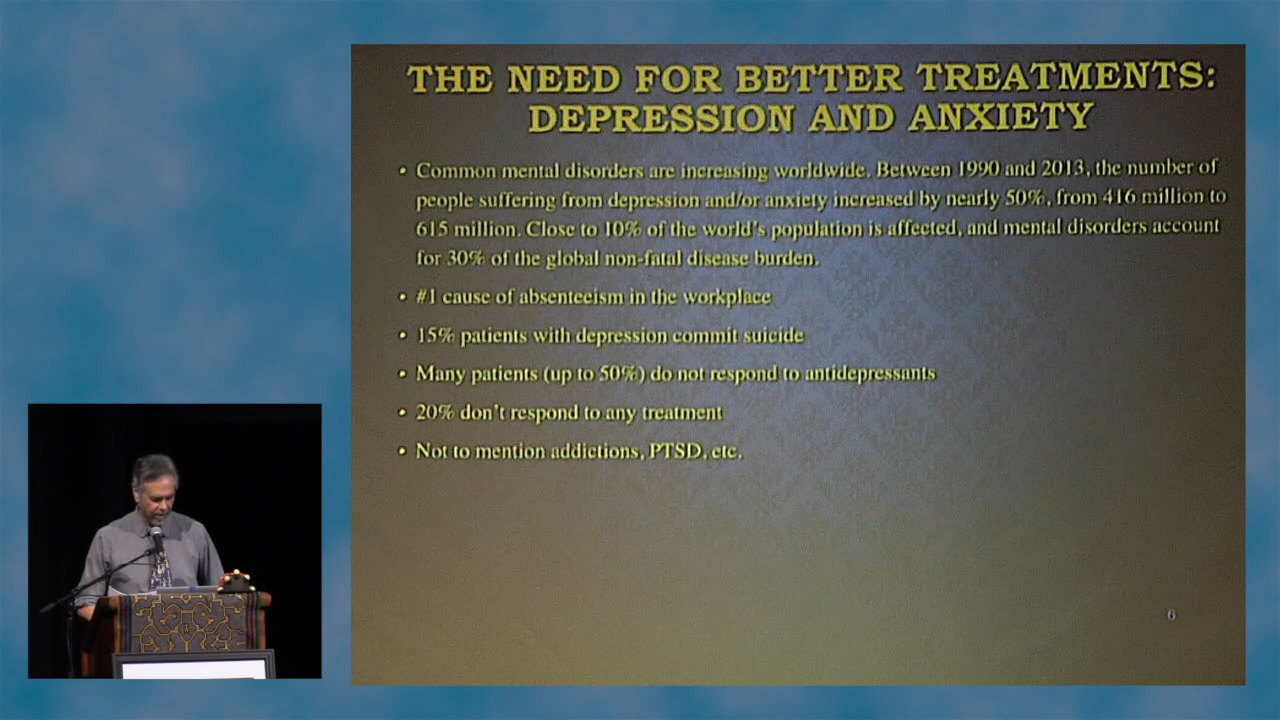 THE NEED FOR BETTER TREATMENTS:
DEPRESSION AND ANXIETY
• Common mental disorders are increasing worldwide. Between 1990 and 2013, the number of
people suffering from depression and/or anxiety increased by nearly 50%, from 416 million to
615 million. Close to 10% of the world's population is affected, and mental disorders account
for 30% of the global non-fatal disease burden.
• #1 cause of absenteeism in the workplace
• 15% patients with depression commit suicide
• Many patients (up to 50%) do not respond to antidepressants
• 20% don't respond to any treatment
• Not to mention addictions, PTSD, etc.
6